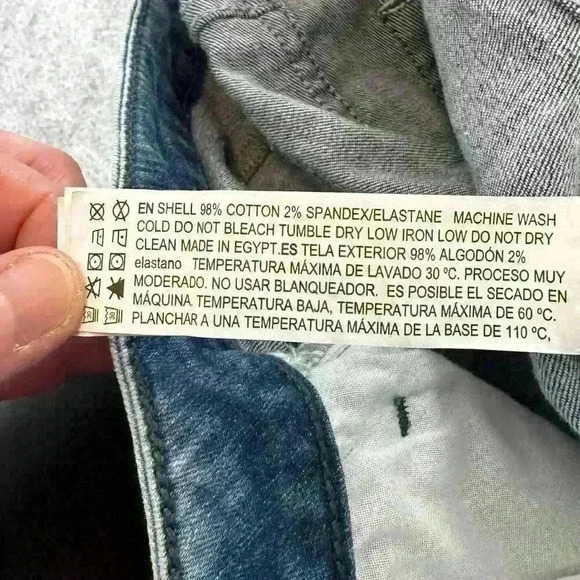 EN SHELL 98% COTTON 2% SPANDEX/ELASTANE MACHINE WASH
COLD DO NOT BLEACH TUMBLE DRY LOW IRON LOW DO NOT DRY
CLEAN MADE IN EGYPT.ES TELA EXTERIOR 98% ALGODÓN 2%
elastano TEMPERATURA MÁXIMA DE LAVADO 30 ºC. PROCESO MUY
MODERADO. NO USAR BLANQUEADOR. ES POSIBLE EL SECADO EN
MÁQUINA. TEMPERATURA BAJA, TEMPERATURA MÁXIMA DE 60 ºC.
PLANCHAR A UNA TEMPERATURA MÁXIMA DE LA BASE DE 110 ºC,